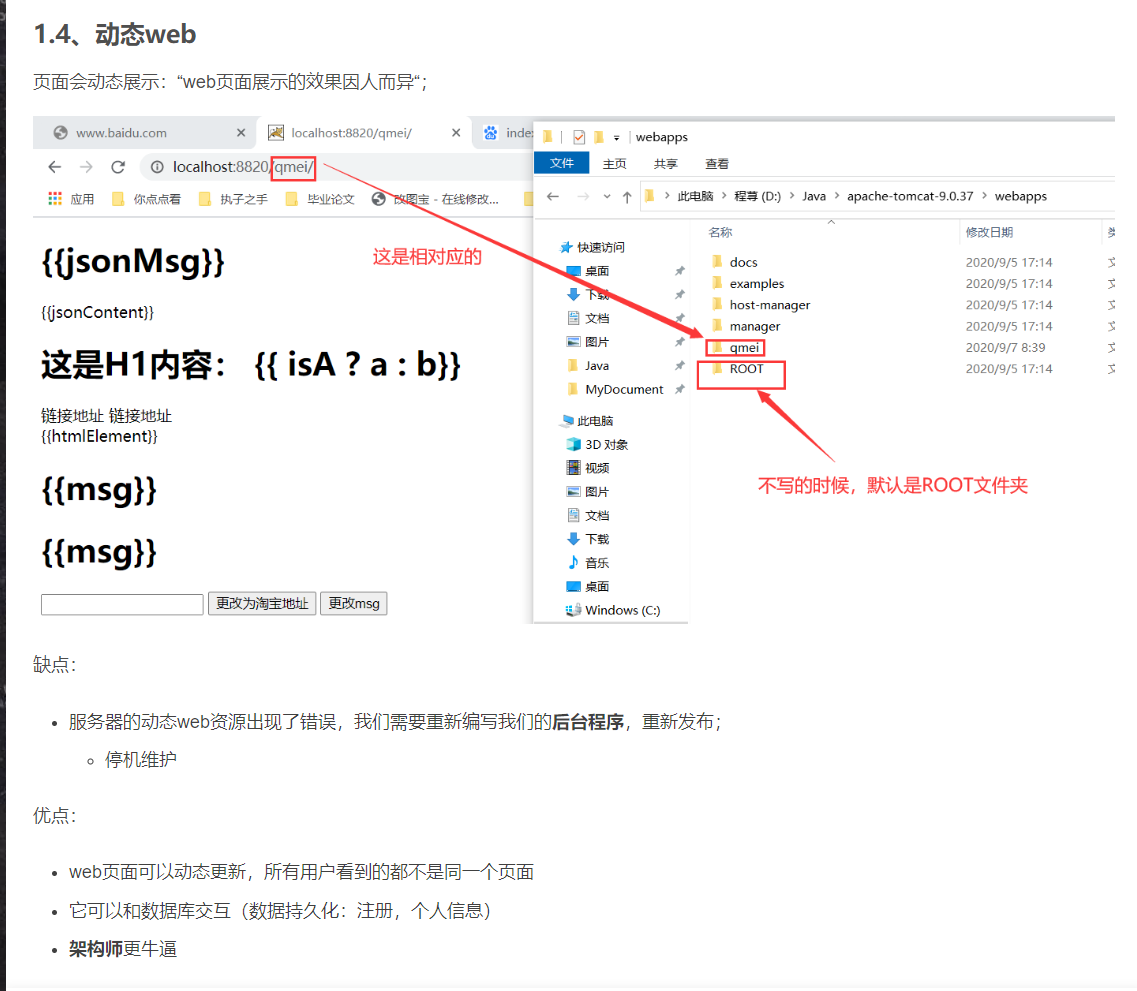 1.4、动态web
页面会动态展示：“web页面展示的效果因人而异“；
www.baidu.com
localhost:8820/qmei/
index
localhost:8820/qmei/
应用
你点点看
执子之手
毕业论文
改图宝 - 在线修改...
{{jsonMsg}}
{{jsonContent}}
这是H1内容： {{ isA ? a : b}}
链接地址 链接地址
{{htmlElement}}
{{msg}}
{{msg}}
更改为淘宝地址
更改msg
这是相对应的
webapps
文件
主页
共享
查看
此电脑 › 程幕 (D:) › Java › apache-tomcat-9.0.37 › webapps
名称
修改日期
快速访问
桌面
下载
文档
图片
Java
MyDocument
此电脑
3D 对象
视频
图片
文档
下载
音乐
桌面
Windows (C:)
docs 2020/9/5 17:14 文
examples 2020/9/5 17:14 文
host-manager 2020/9/5 17:14 文
manager 2020/9/5 17:14 文
qmei 2020/9/7 8:39 文
ROOT 2020/9/5 17:14 文
不写的时候，默认是ROOT文件夹
缺点：
服务器的动态web资源出现了错误，我们需要重新编写我们的后台程序，重新发布；
停机维护
优点：
web页面可以动态更新，所有用户看到的都不是同一个页面
它可以和数据库交互（数据持久化：注册，个人信息）
架构师更牛逼